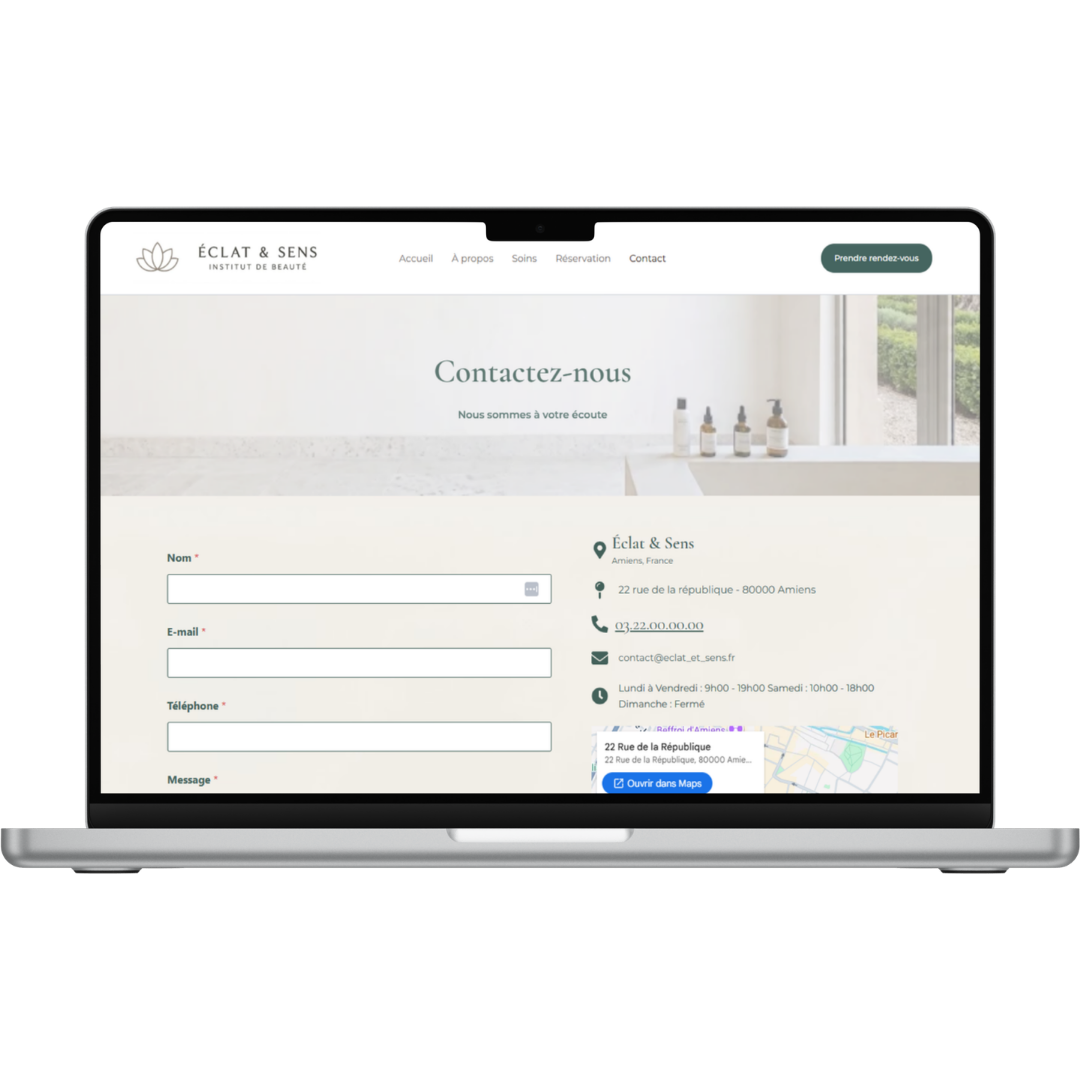 ÉCLAT & SENS
INSTITUT DE BEAUTÉ
Accueil
À propos
Soins
Réservation
Contact
Prendre rendez-vous
Contactez-nous
Nous sommes à votre écoute
Nom *
E-mail *
Téléphone *
Message *
Éclat & Sens
Amiens, France
22 rue de la république - 80000 Amiens
03.22.00.00.00
contact@eclat_et_sens.fr
Lundi à Vendredi : 9h00 - 19h00 Samedi : 10h00 - 18h00
Dimanche : Fermé
Beffroi d'Amiens
Le Picar
22 Rue de la République
22 Rue de la République, 80000 Amie...
Ouvrir dans Maps